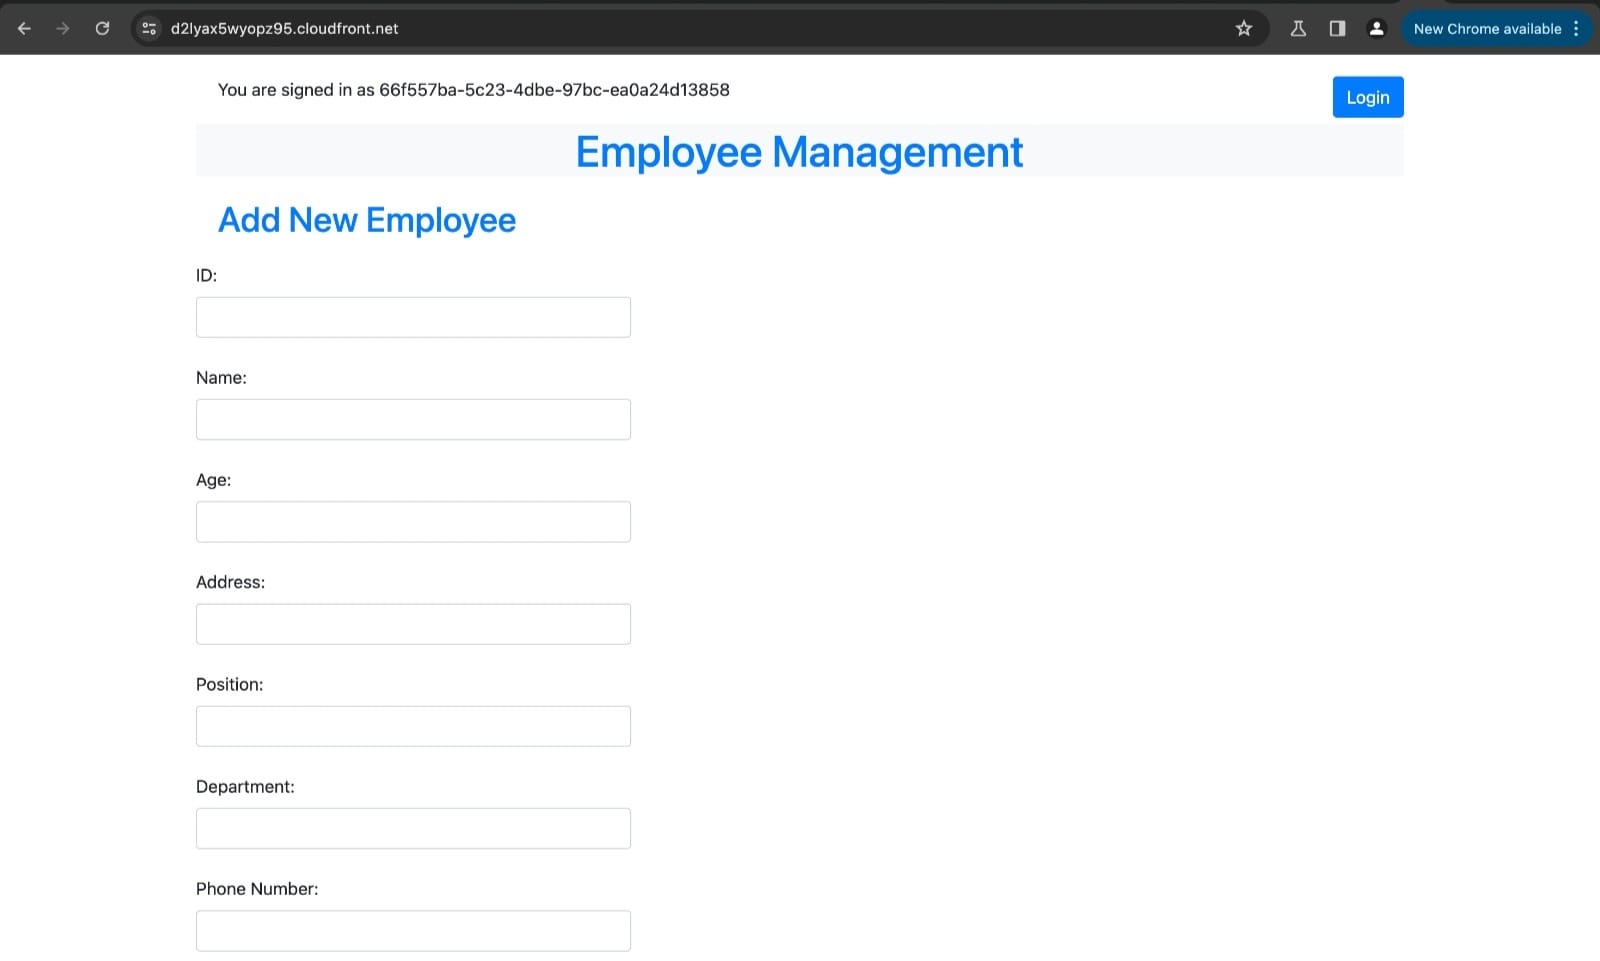 d2lyax5wyopz95.cloudfront.net
New Chrome available
You are signed in as 66f557ba-5c23-4dbe-97bc-ea0a24d13858
Login
Employee Management
Add New Employee
ID:
Name:
Age:
Address:
Position:
Department:
Phone Number: